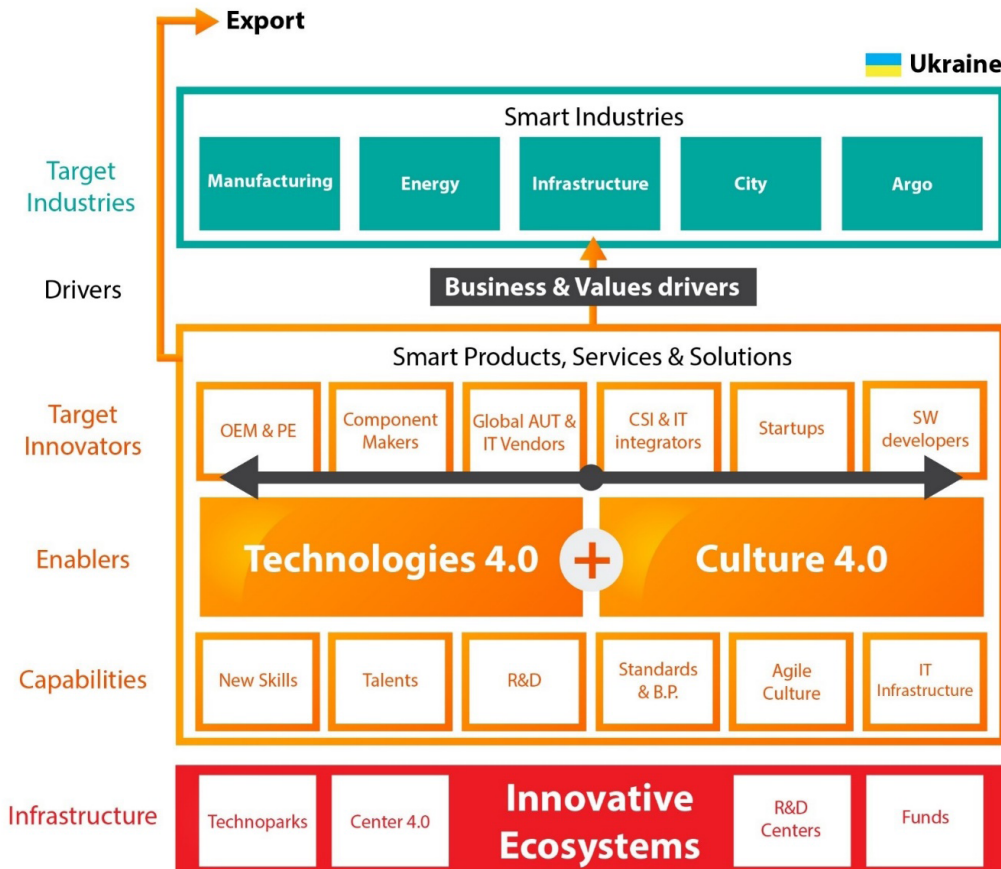 Export
Ukraine
Smart Industries
Target
Industries
Manufacturing
Energy
Infrastructure
City
Argo
Drivers
Business & Values drivers
Smart Products, Services & Solutions
Target
Innovators
OEM & PE
Component
Makers
Global AUT &
IT Vendors
CSI & IT
integrators
Startups
SW
developers
Enablers
Technologies 4.0
+
Culture 4.0
Capabilities
New Skills
Talents
R&D
Standards
& B.P.
Agile
Culture
IT
Infrastructure
Infrastructure
Technoparks
Center 4.0
Innovative
Ecosystems
R&D
Centers
Funds